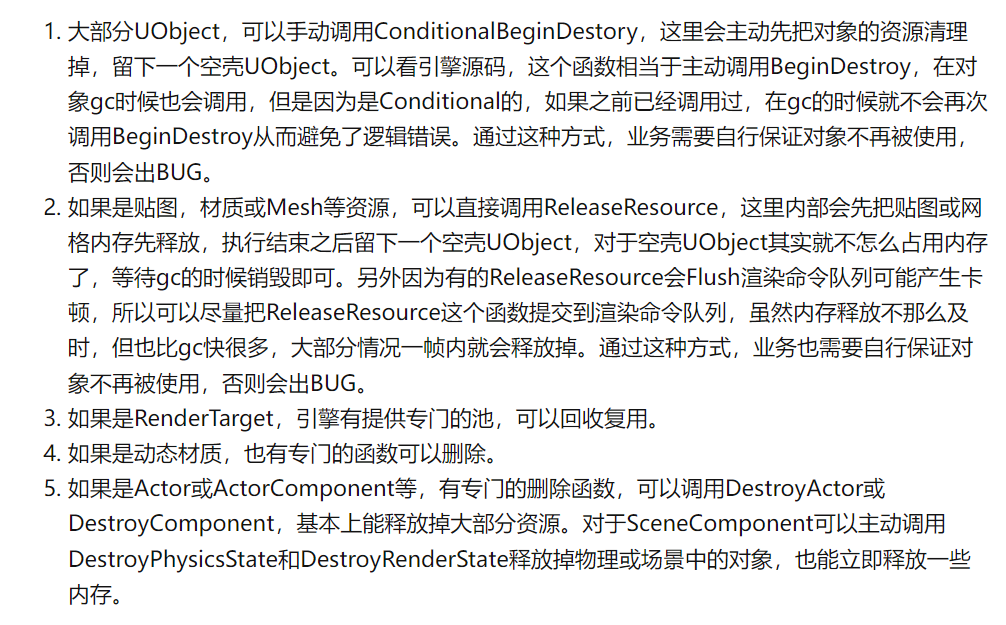 1. 大部分UObject，可以手动调用ConditionalBeginDestory，这里会主动先把对象的资源清理
掉，留下一个空壳UObject。可以看引擎源码，这个函数相当于主动调用BeginDestroy，在对
象gc时候也会调用，但是因为是Conditional的，如果之前已经调用过，在gc的时候就不会再次
调用BeginDestroy从而避免了逻辑错误。通过这种方式，业务需要自行保证对象不再被使用，
否则会出BUG。
2. 如果是贴图，材质或Mesh等资源，可以直接调用ReleaseResource，这里内部会先把贴图或网
格内存先释放，执行结束之后留下一个空壳UObject，对于空壳UObject其实就不怎么占用内存
了，等待gc的时候销毁即可。另外因为有的ReleaseResource会Flush渲染命令队列可能产生卡
顿，所以可以尽量把ReleaseResource这个函数提交到渲染命令队列，虽然内存释放不那么及
时，但也比gc快很多，大部分情况一帧内就会释放掉。通过这种方式，业务也需要自行保证对
象不再被使用，否则会出BUG。
3. 如果是RenderTarget，引擎有提供专门的池，可以回收复用。
4. 如果是动态材质，也有专门的函数可以删除。
5. 如果是Actor或ActorComponent等，有专门的删除函数，可以调用DestroyActor或
DestroyComponent，基本上能释放掉大部分资源。对于SceneComponent可以主动调用
DestroyPhysicsState和DestroyRenderState释放掉物理或场景中的对象，也能立即释放一些
内存。